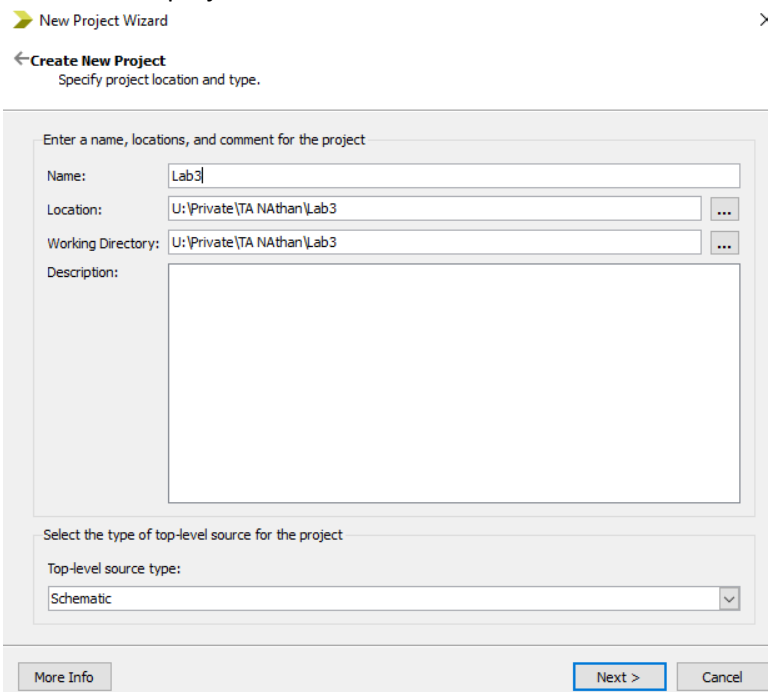 New Project Wizard
Create New Project
Specify project location and type.
Enter a name, locations, and comment for the project
Name:
Lab3
Location:
U:\Private\TA NAthan\Lab3
...
Working Directory:
U:\Private\TA NAthan\Lab3
...
Description:
Select the type of top-level source for the project
Top-level source type:
Schematic
More Info
Next >
Cancel